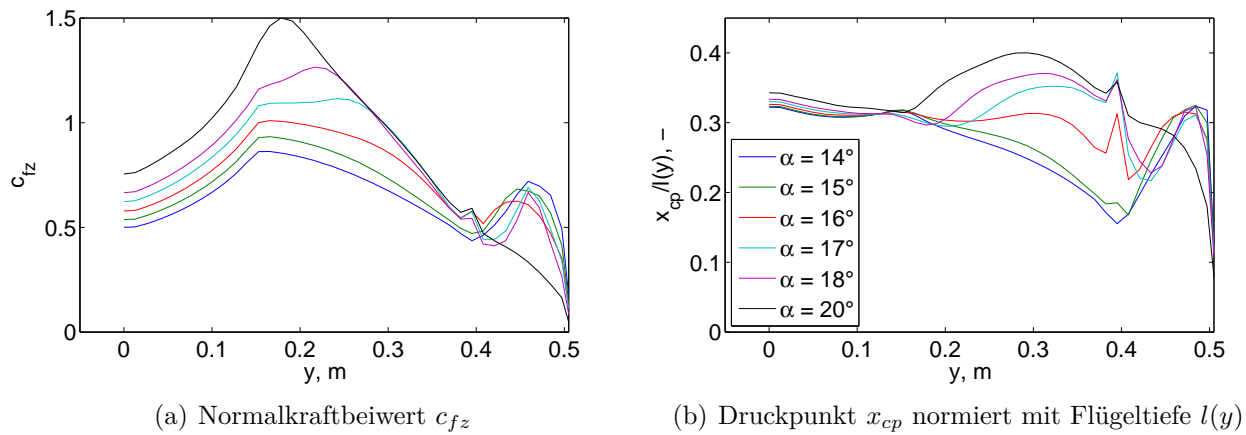 1.5
1
0.5
0
c_fz
0 0.1 0.2 0.3 0.4 0.5
y, m
(a) Normalkraftbeiwert c_fz
0.4
0.3
0.2
0.1
0
x_cp/l(y), –
α = 14°
α = 15°
α = 16°
α = 17°
α = 18°
α = 20°
0 0.1 0.2 0.3 0.4 0.5
y, m
(b) Druckpunkt x_cp normiert mit Flügeltiefe l(y)